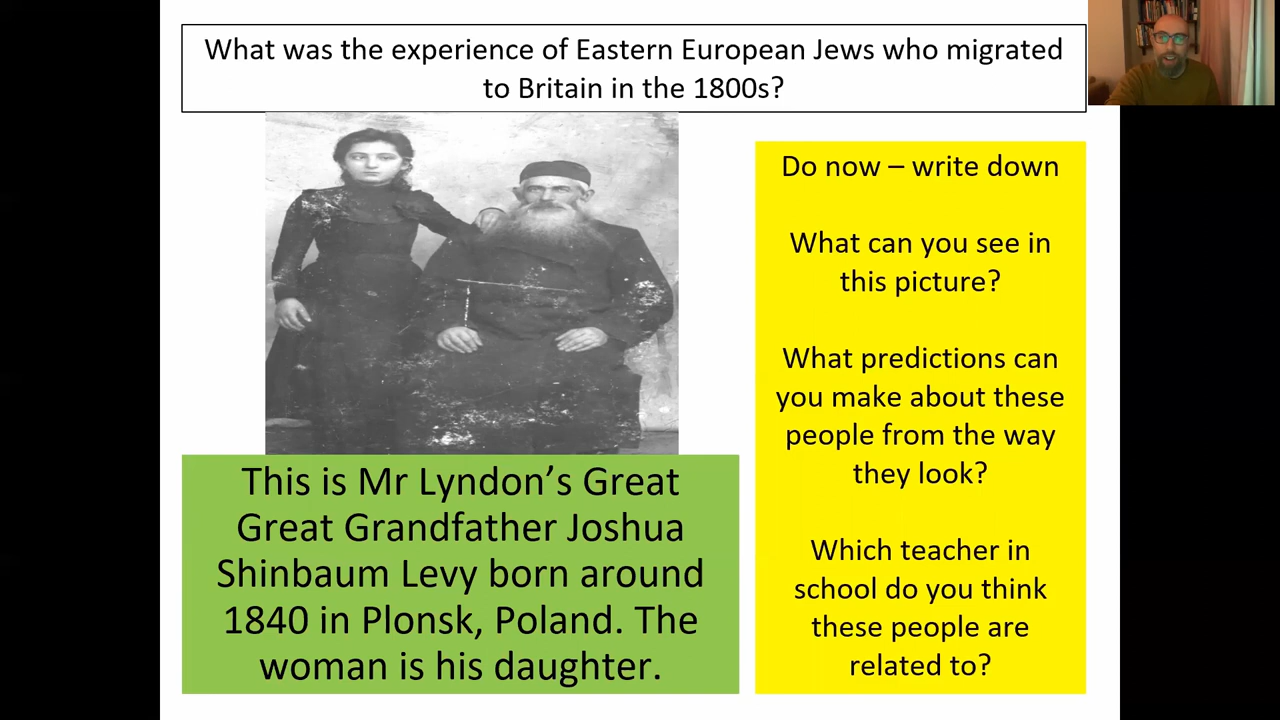 What was the experience of Eastern European Jews who migrated
to Britain in the 1800s?
Do now – write down
What can you see in
this picture?
What predictions can
you make about these
people from the way
they look?
Which teacher in
school do you think
these people are
related to?
This is Mr Lyndon’s Great
Great Grandfather Joshua
Shinbaum Levy born around
1840 in Plonsk, Poland. The
woman is his daughter.